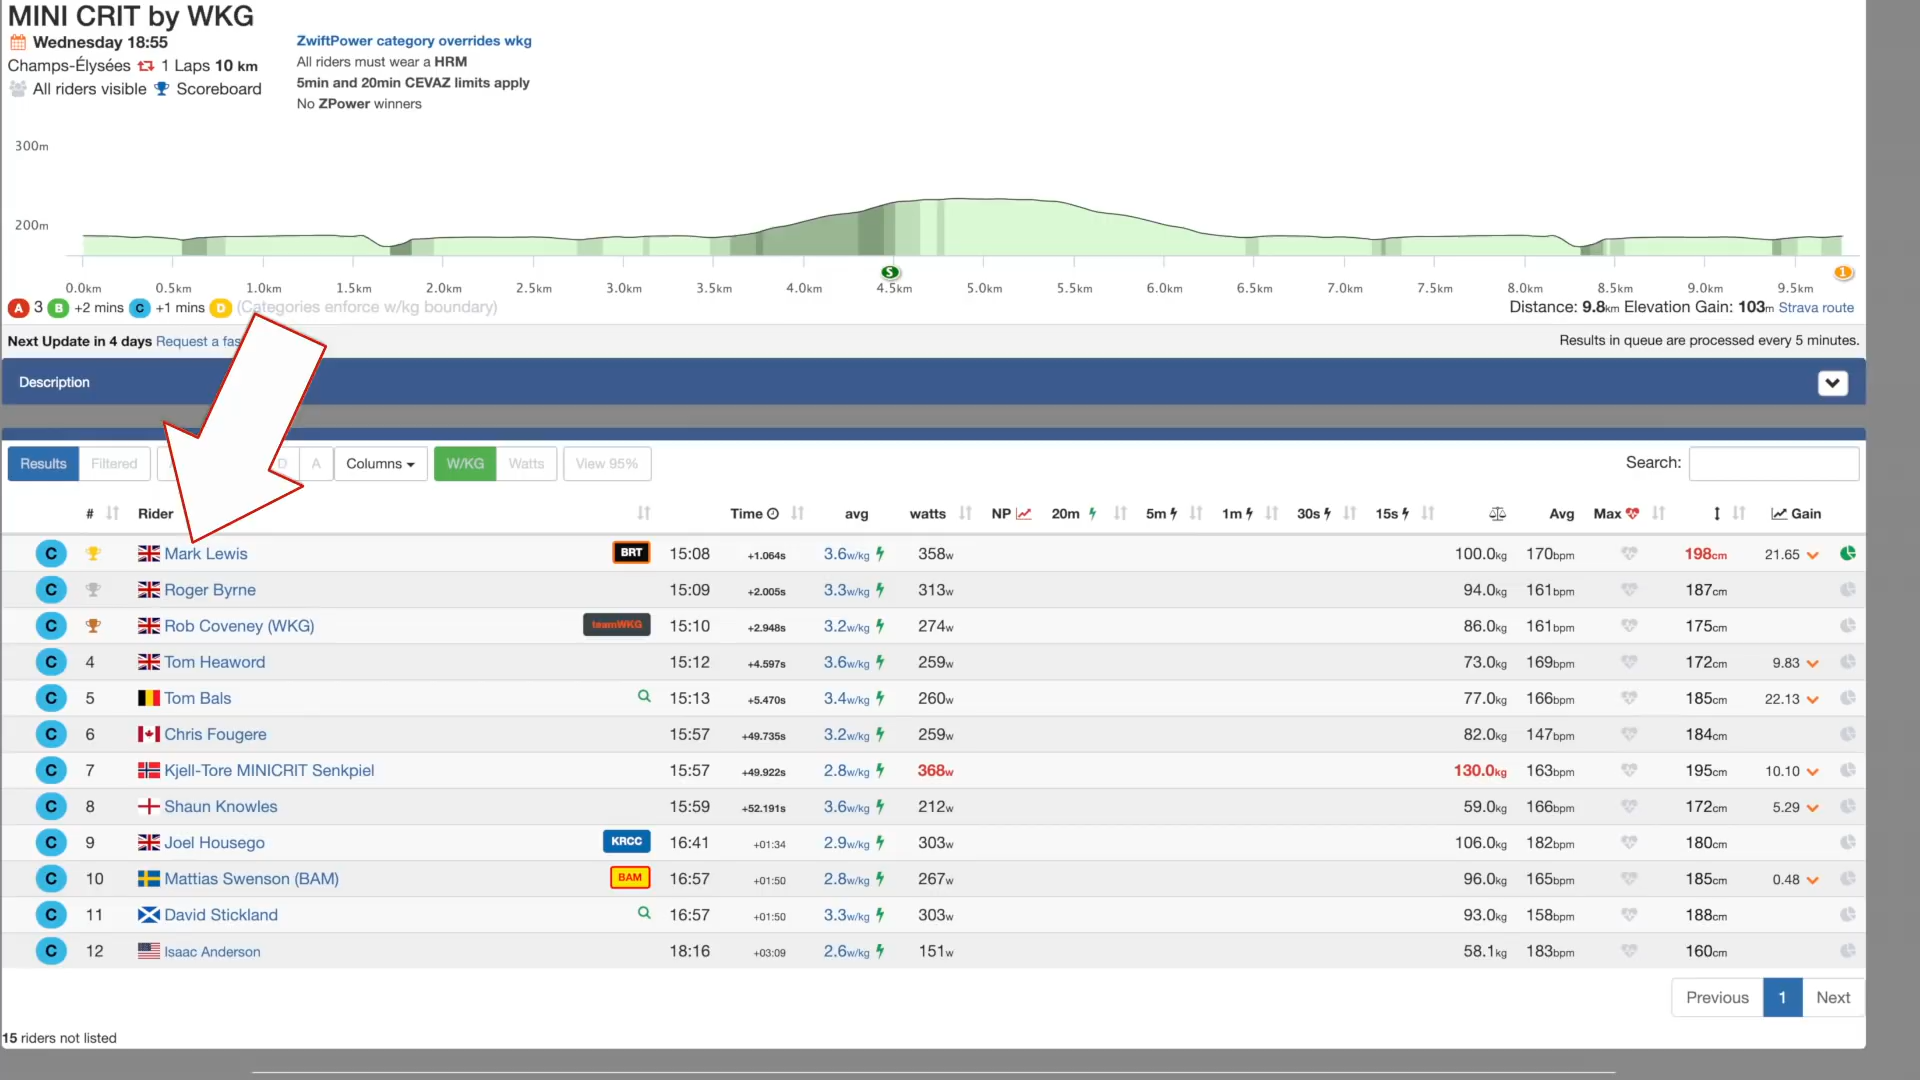 MINI CRIT by WKG
Wednesday 18:55
Champs-Élysées 1 Laps 10 km
All riders visible Scoreboard
ZwiftPower category overrides wkg
All riders must wear a HRM
5min and 20min CEVAZ limits apply
No ZPower winners
300m
200m
S
1
0.0km 0.5km 1.0km 1.5km 2.0km 2.5km 3.0km 3.5km 4.0km 4.5km 5.0km 5.5km 6.0km 6.5km 7.0km 7.5km 8.0km 8.5km 9.0km 9.5km
A 3 B +2 mins C +1 mins D (Categories enforce w/kg boundary)
Distance: 9.8km Elevation Gain: 103m Strava route
Next Update in 4 days Request a fas
Results in queue are processed every 5 minutes.
Description
Results Filtered D A Columns W/KG Watts View 95% Search:
# Rider Time avg watts NP 20m 5m 1m 30s 15s Avg Max Gain
C Mark Lewis BRT 15:08 +1.064s 3.6w/kg 358w 100.0kg 170bpm 198cm 21.65
C Roger Byrne 15:09 +2.005s 3.3w/kg 313w 94.0kg 161bpm 187cm
C Rob Coveney (WKG) teamWKG 15:10 +2.948s 3.2w/kg 274w 86.0kg 161bpm 175cm
C 4 Tom Heaword 15:12 +4.597s 3.6w/kg 259w 73.0kg 169bpm 172cm 9.83
C 5 Tom Bals 15:13 +5.470s 3.4w/kg 260w 77.0kg 166bpm 185cm 22.13
C 6 Chris Fougere 15:57 +49.735s 3.2w/kg 259w 82.0kg 147bpm 184cm
C 7 Kjell-Tore MINICRIT Senkpiel 15:57 +49.922s 2.8w/kg 368w 130.0kg 163bpm 195cm 10.10
C 8 Shaun Knowles 15:59 +52.191s 3.6w/kg 212w 59.0kg 166bpm 172cm 5.29
C 9 Joel Housego KRCC 16:41 +01:34 2.9w/kg 303w 106.0kg 182bpm 180cm
C 10 Mattias Swenson (BAM) BAM 16:57 +01:50 2.8w/kg 267w 96.0kg 165bpm 185cm 0.48
C 11 David Stickland 16:57 +01:50 3.3w/kg 303w 93.0kg 158bpm 188cm
C 12 Isaac Anderson 18:16 +03:09 2.6w/kg 151w 58.1kg 183bpm 160cm
Previous 1 Next
15 riders not listed